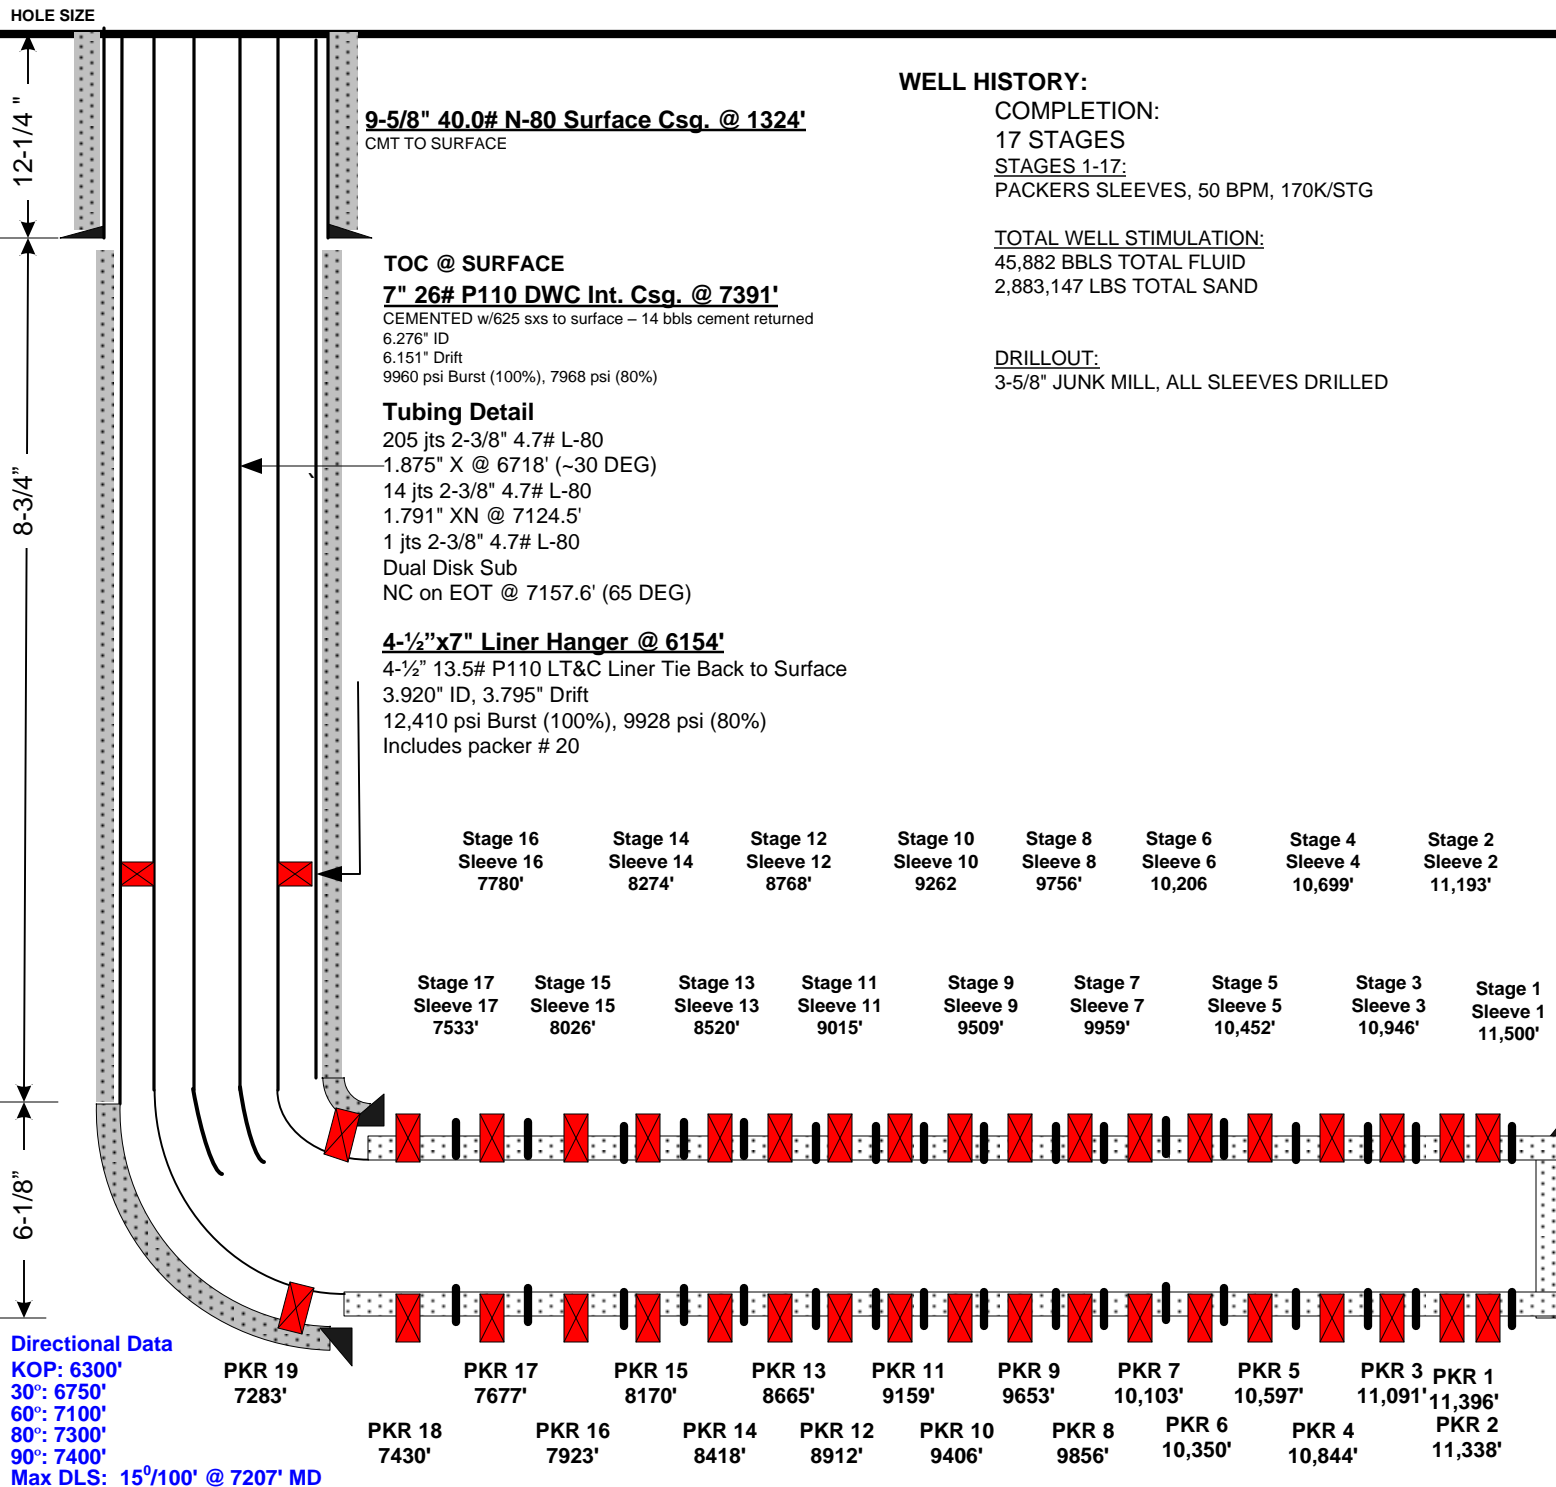 HOLE SIZE
12-1/4 "
8-3/4”
6-1/8”
9-5/8" 40.0# N-80 Surface Csg. @ 1324'
CMT TO SURFACE
WELL HISTORY:
COMPLETION:
17 STAGES
STAGES 1-17:
PACKERS SLEEVES, 50 BPM, 170K/STG
TOTAL WELL STIMULATION:
45,882 BBLS TOTAL FLUID
2,883,147 LBS TOTAL SAND
DRILLOUT:
3-5/8" JUNK MILL, ALL SLEEVES DRILLED
TOC @ SURFACE
7" 26# P110 DWC Int. Csg. @ 7391'
CEMENTED w/625 sxs to surface – 14 bbls cement returned
6.276" ID
6.151" Drift
9960 psi Burst (100%), 7968 psi (80%)
Tubing Detail
205 jts 2-3/8" 4.7# L-80
1.875" X @ 6718' (~30 DEG)
14 jts 2-3/8" 4.7# L-80
1.791" XN @ 7124.5'
1 jts 2-3/8" 4.7# L-80
Dual Disk Sub
NC on EOT @ 7157.6' (65 DEG)
`
4-½”x7" Liner Hanger @ 6154'
4-½” 13.5# P110 LT&C Liner Tie Back to Surface
3.920" ID, 3.795" Drift
12,410 psi Burst (100%), 9928 psi (80%)
Includes packer # 20
Stage 16
Sleeve 16
7780'
Stage 14
Sleeve 14
8274'
Stage 12
Sleeve 12
8768'
Stage 10
Sleeve 10
9262
Stage 8
Sleeve 8
9756'
Stage 6
Sleeve 6
10,206
Stage 4
Sleeve 4
10,699'
Stage 2
Sleeve 2
11,193'
Stage 17
Sleeve 17
7533'
Stage 15
Sleeve 15
8026'
Stage 13
Sleeve 13
8520'
Stage 11
Sleeve 11
9015'
Stage 9
Sleeve 9
9509'
Stage 7
Sleeve 7
9959'
Stage 5
Sleeve 5
10,452'
Stage 3
Sleeve 3
10,946'
Stage 1
Sleeve 1
11,500'
Directional Data
KOP: 6300'
30°: 6750'
60°: 7100'
80°: 7300'
90°: 7400'
Max DLS: 15⁰/100' @ 7207' MD
PKR 19
7283'
PKR 17
7677'
PKR 15
8170'
PKR 13
8665'
PKR 11
9159'
PKR 9
9653'
PKR 7
10,103'
PKR 5
10,597'
PKR 3
11,091'
PKR 1
11,396'
PKR 18
7430'
PKR 16
7923'
PKR 14
8418'
PKR 12
8912'
PKR 10
9406'
PKR 8
9856'
PKR 6
10,350'
PKR 4
10,844'
PKR 2
11,338'